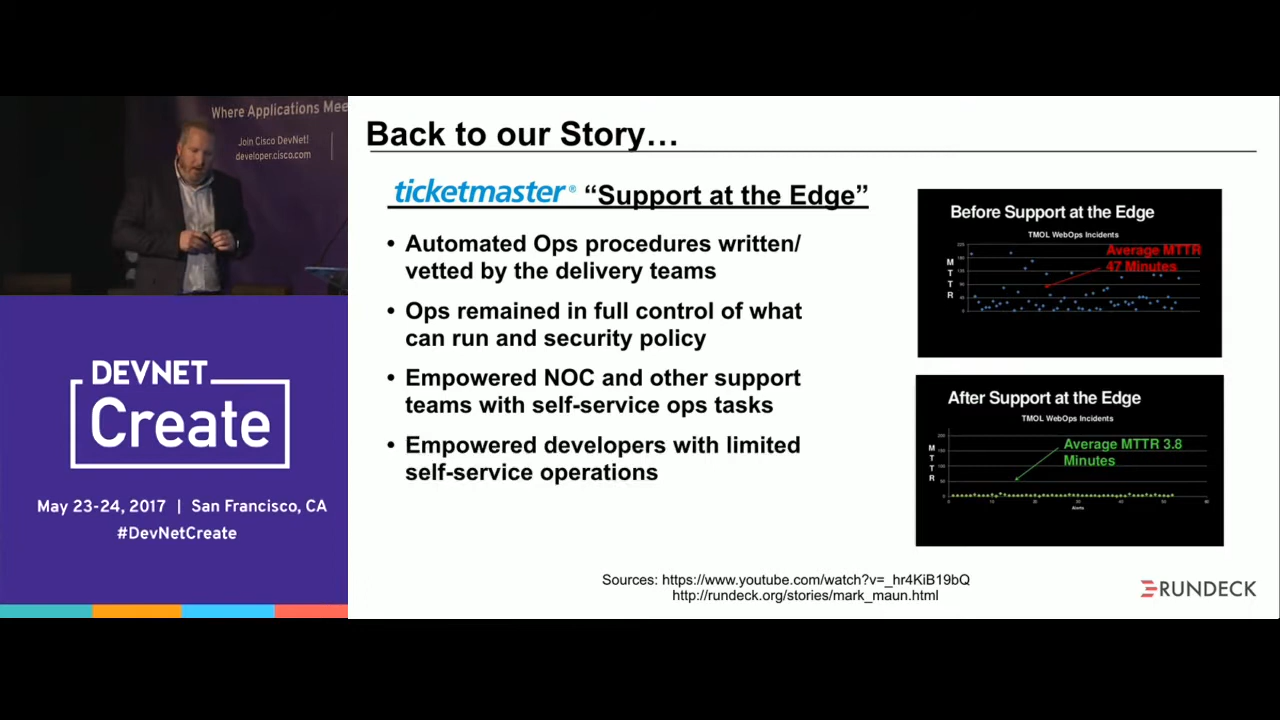 Where Applications Mee
Join Cisco DevNet!
developer.cisco.com
DEVNET
Create
May 23-24, 2017 | San Francisco, CA
#DevNetCreate
Back to our Story…
ticketmaster® “Support at the Edge”
• Automated Ops procedures written/
vetted by the delivery teams
• Ops remained in full control of what
can run and security policy
• Empowered NOC and other support
teams with self-service ops tasks
• Empowered developers with limited
self-service operations
Before Support at the Edge
TMOL WebOps Incidents
Average MTTR
47 Minutes
MTTR
After Support at the Edge
TMOL WebOps Incidents
Average MTTR 3.8
Minutes
MTTR
Alerts
Sources: https://www.youtube.com/watch?v=_hr4KiB19bQ
http://rundeck.org/stories/mark_maun.html
RUNDECK